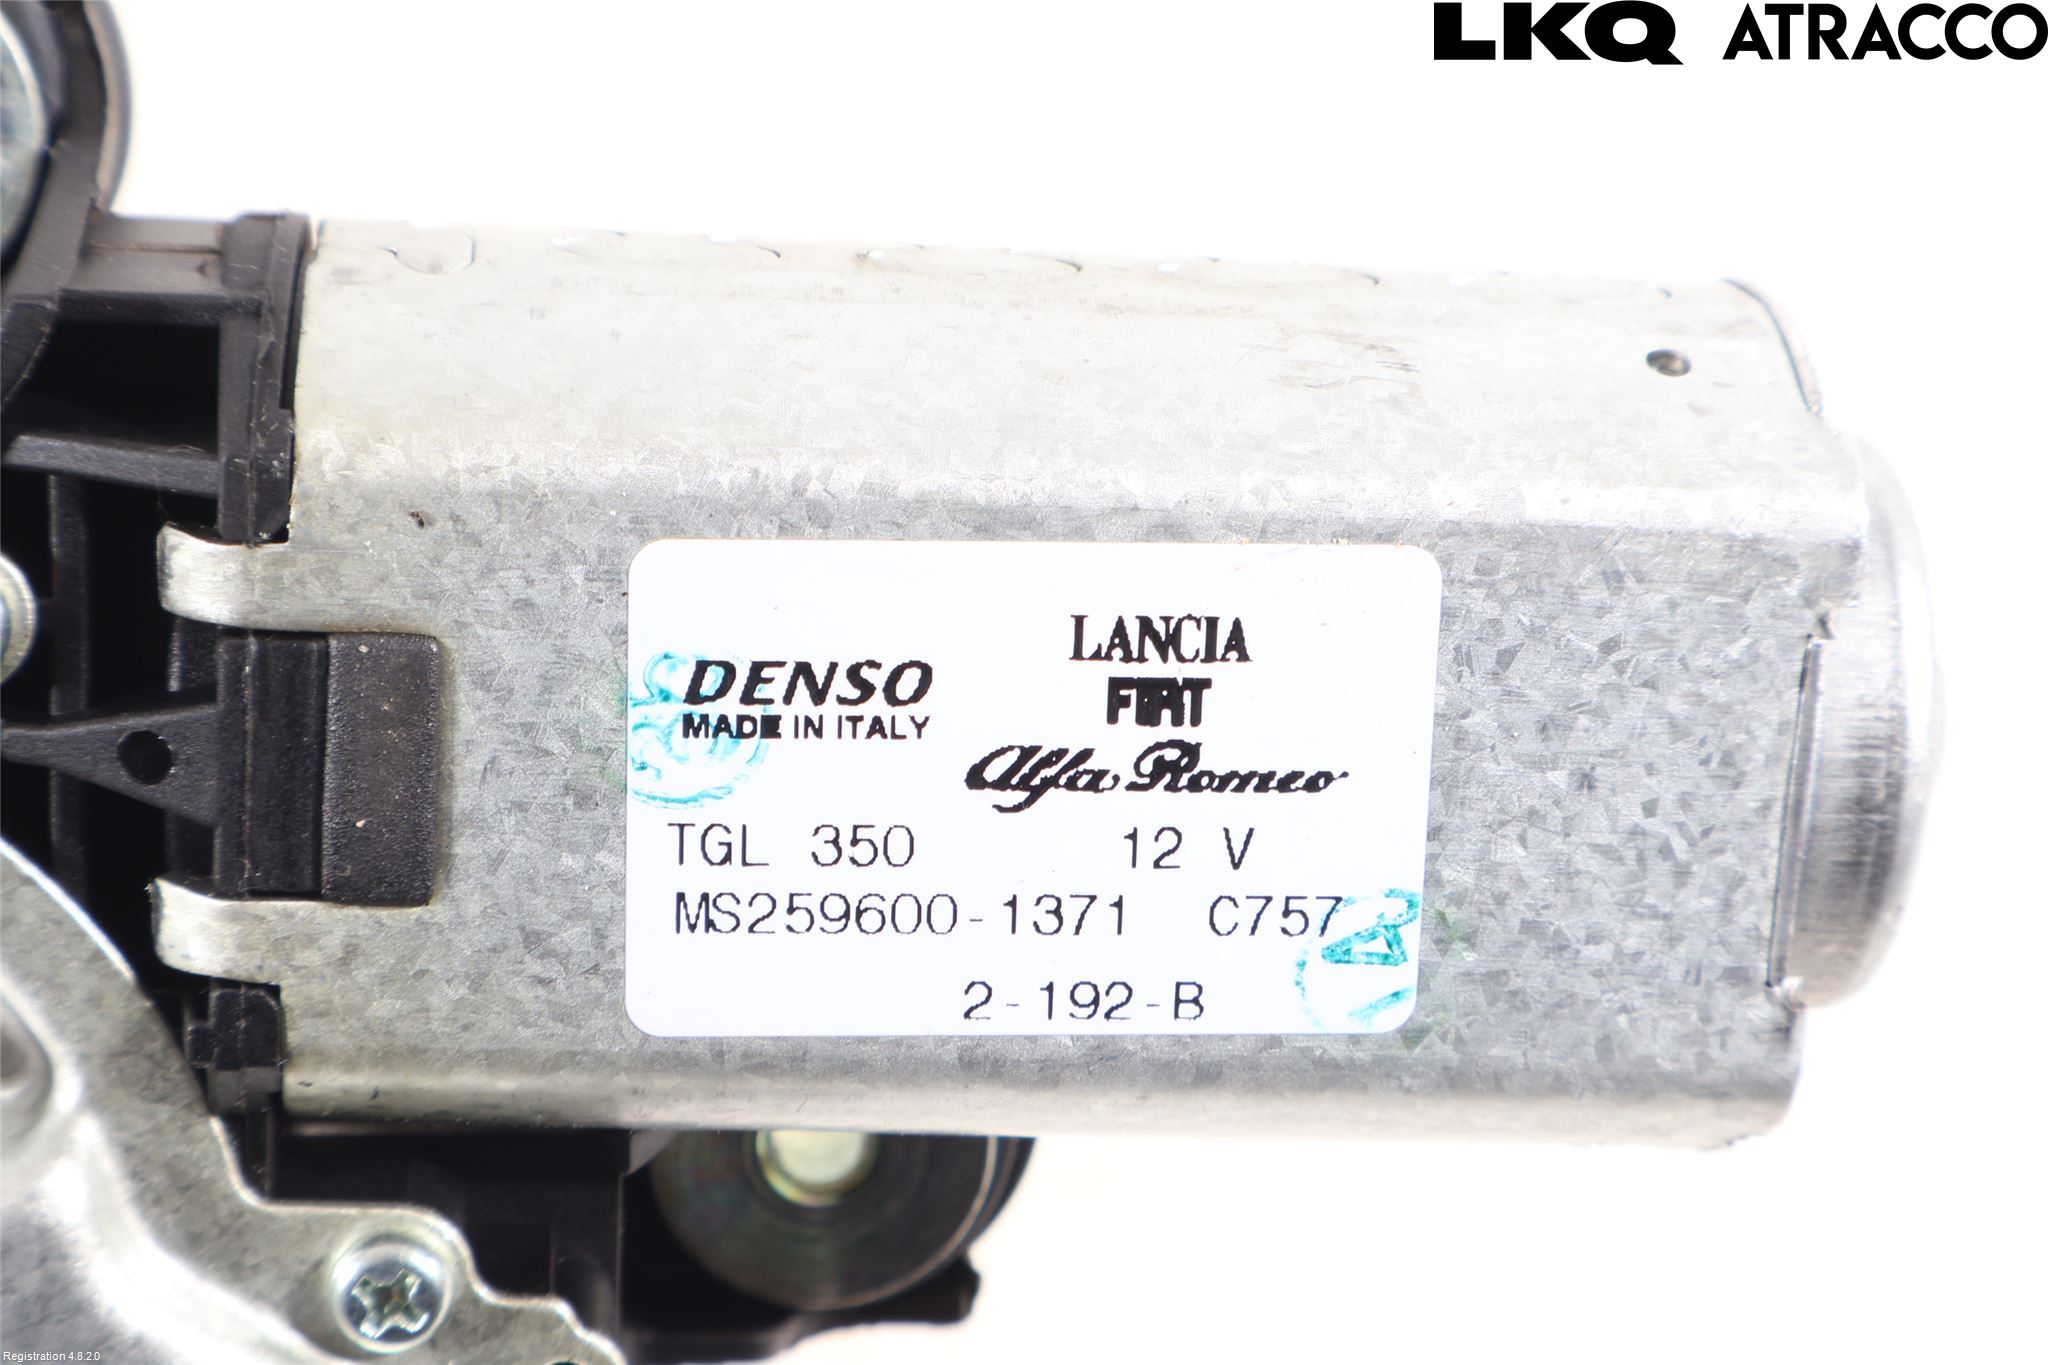 LKQ ATRACCO
DENSO
MADE IN ITALY
LANCIA
FIAT
Alfa Romeo
TGL 350 12 V
MS259600-1371 C757
2-192-B
Registration 4.8.2.0